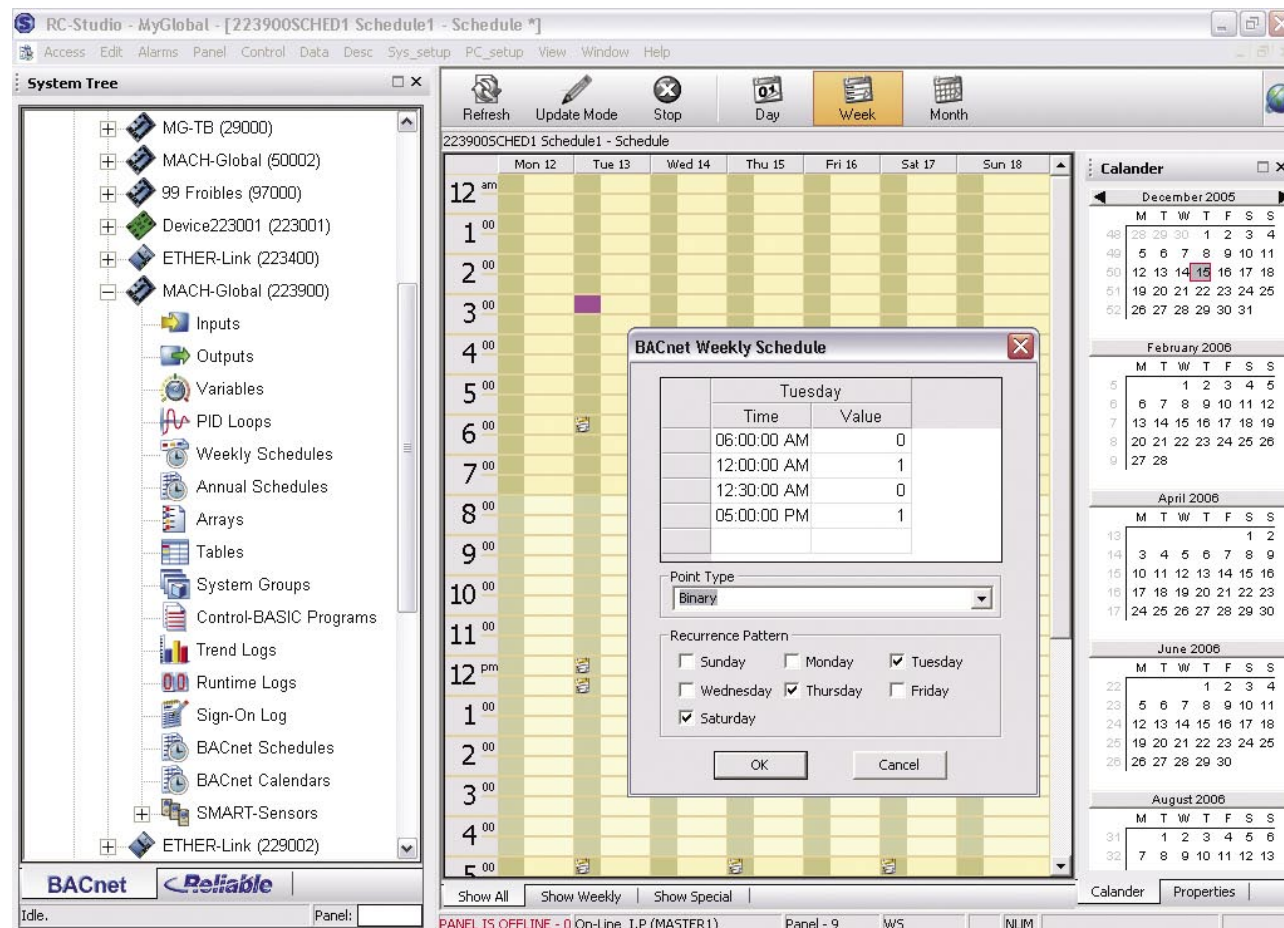 RC-Studio - MyGlobal - [223900SCHED1 Schedule1 - Schedule *]
Access Edit Alarms Panel Control Data Desc Sys_setup PC_setup View Window Help
System Tree
MG-TB (29000)
MACH-Global (50002)
99 Froibles (97000)
Device223001 (223001)
ETHER-Link (223400)
MACH-Global (223900)
Inputs
Outputs
Variables
PID Loops
Weekly Schedules
Annual Schedules
Arrays
Tables
System Groups
Control-BASIC Programs
Trend Logs
Runtime Logs
Sign-On Log
BACnet Schedules
BACnet Calendars
SMART-Sensors
ETHER-Link (229002)
BACnet Reliable
Idle. Panel:
Refresh Update Mode Stop Day Week Month
223900SCHED1 Schedule1 - Schedule
Mon 12 Tue 13 Wed 14 Thu 15 Fri 16 Sat 17 Sun 18
12 am
1 00
2 00
3 00
4 00
5 00
6 00
7 00
8 00
9 00
10 00
11 00
12 pm
1 00
2 00
3 00
4 00
5 00
Show All Show Weekly Show Special
BACnet Weekly Schedule
Tuesday
Time Value
06:00:00 AM 0
12:00:00 AM 1
12:30:00 AM 0
05:00:00 PM 1
Point Type
Binary
Recurrence Pattern
Sunday Monday Tuesday
Wednesday Thursday Friday
Saturday
OK Cancel
Calander
December 2005
M T W T F S S
48 28 29 30 1 2 3 4
49 5 6 7 8 9 10 11
50 12 13 14 15 16 17 18
51 19 20 21 22 23 24 25
52 26 27 28 29 30 31
February 2006
M T W T F S S
5 1 2 3 4 5
6 6 7 8 9 10 11 12
7 13 14 15 16 17 18 19
8 20 21 22 23 24 25 26
9 27 28
April 2006
M T W T F S S
13 1 2
14 3 4 5 6 7 8 9
15 10 11 12 13 14 15 16
16 17 18 19 20 21 22 23
17 24 25 26 27 28 29 30
June 2006
M T W T F S S
22 1 2 3 4
23 5 6 7 8 9 10 11
24 12 13 14 15 16 17 18
25 19 20 21 22 23 24 25
26 26 27 28 29 30
August 2006
M T W T F S S
31 1 2 3 4 5 6
32 7 8 9 10 11 12 13
Calander Properties
PANEL IS OFFLINE - 0 On-Line I.P (MASTER1) Panel - 9 WS NUM